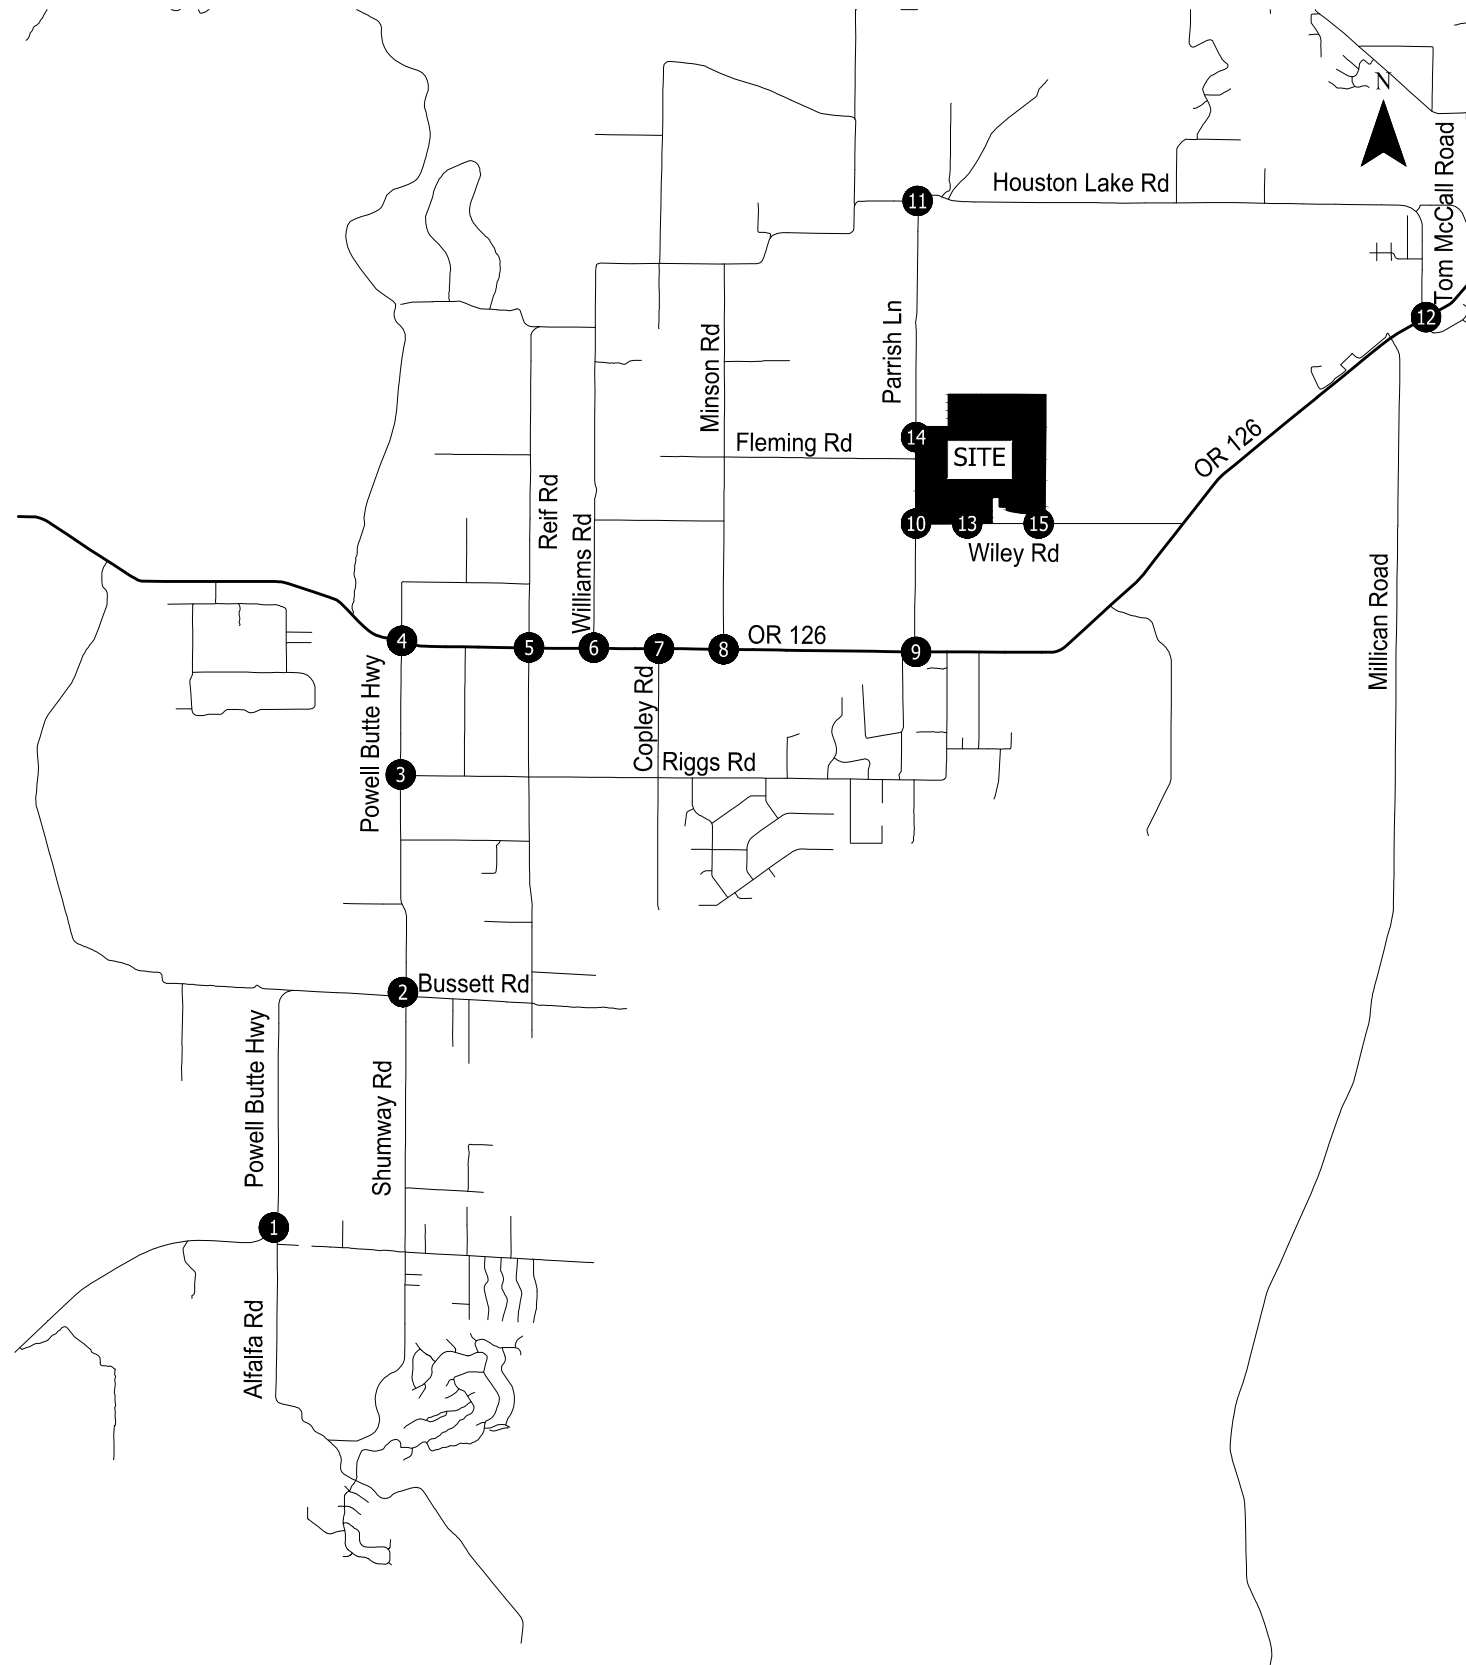 N
Tom McCall Road
Houston Lake Rd
11
12
Parrish Ln
Minson Rd
OR 126
14
Fleming Rd
SITE
Reif Rd
Williams Rd
10
13
15
Wiley Rd
Millican Road
4
5
6
7
8
OR 126
9
Powell Butte Hwy
Copley Rd
3
Riggs Rd
2
Bussett Rd
Powell Butte Hwy
Shumway Rd
1
Alfalfa Rd